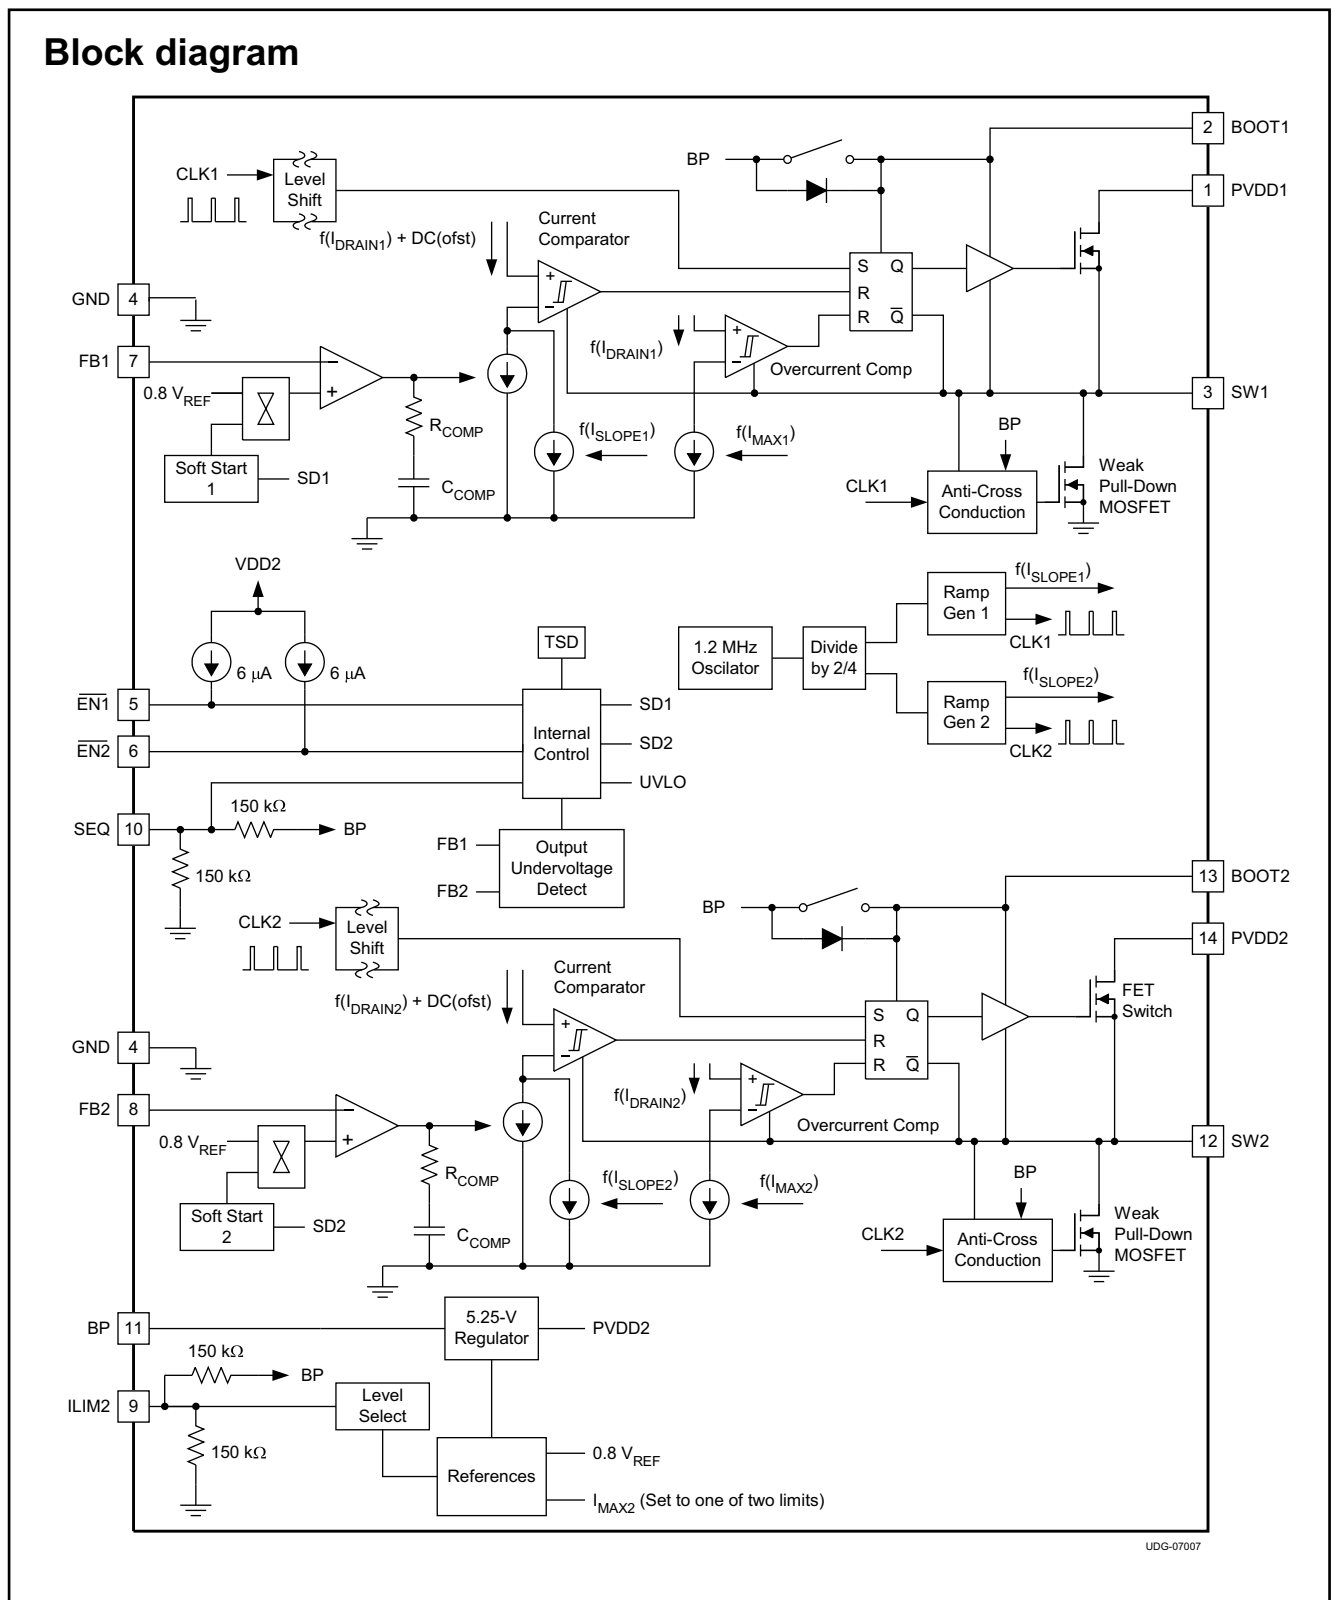 Block diagram
2 BOOT1
BP
CLK1
Level
Shift
1 PVDD1
f(IDRAIN1) + DC(ofst)
Current
Comparator
+
−
S Q
R
R Q̅
GND 4
f(IDRAIN1)
+
−
Overcurrent Comp
FB1 7
−
+
0.8 VREF
3 SW1
RCOMP
f(ISLOPE1)
f(IMAX1)
BP
Soft Start
1
SD1
CCOMP
CLK1
Anti-Cross
Conduction
Weak
Pull-Down
MOSFET
VDD2
6 μA
6 μA
TSD
1.2 MHz
Oscilator
Divide
by 2/4
Ramp
Gen 1
f(ISLOPE1)
CLK1
Ramp
Gen 2
f(ISLOPE2)
CLK2
E̅N̅1̅ 5
SD1
E̅N̅2̅ 6
Internal
Control
SD2
UVLO
150 kΩ
SEQ 10
BP
150 kΩ
FB1
FB2
Output
Undervoltage
Detect
13 BOOT2
BP
CLK2
Level
Shift
14 PVDD2
f(IDRAIN2) + DC(ofst)
Current
Comparator
+
−
S Q
R
R Q̅
FET
Switch
GND 4
f(IDRAIN2)
+
−
Overcurrent Comp
FB2 8
−
+
0.8 VREF
12 SW2
RCOMP
f(ISLOPE2)
f(IMAX2)
BP
Soft Start
2
SD2
CCOMP
CLK2
Anti-Cross
Conduction
Weak
Pull-Down
MOSFET
BP 11
5.25-V
Regulator
PVDD2
150 kΩ
BP
ILIM2 9
Level
Select
150 kΩ
References
0.8 VREF
IMAX2 (Set to one of two limits)
UDG-07007